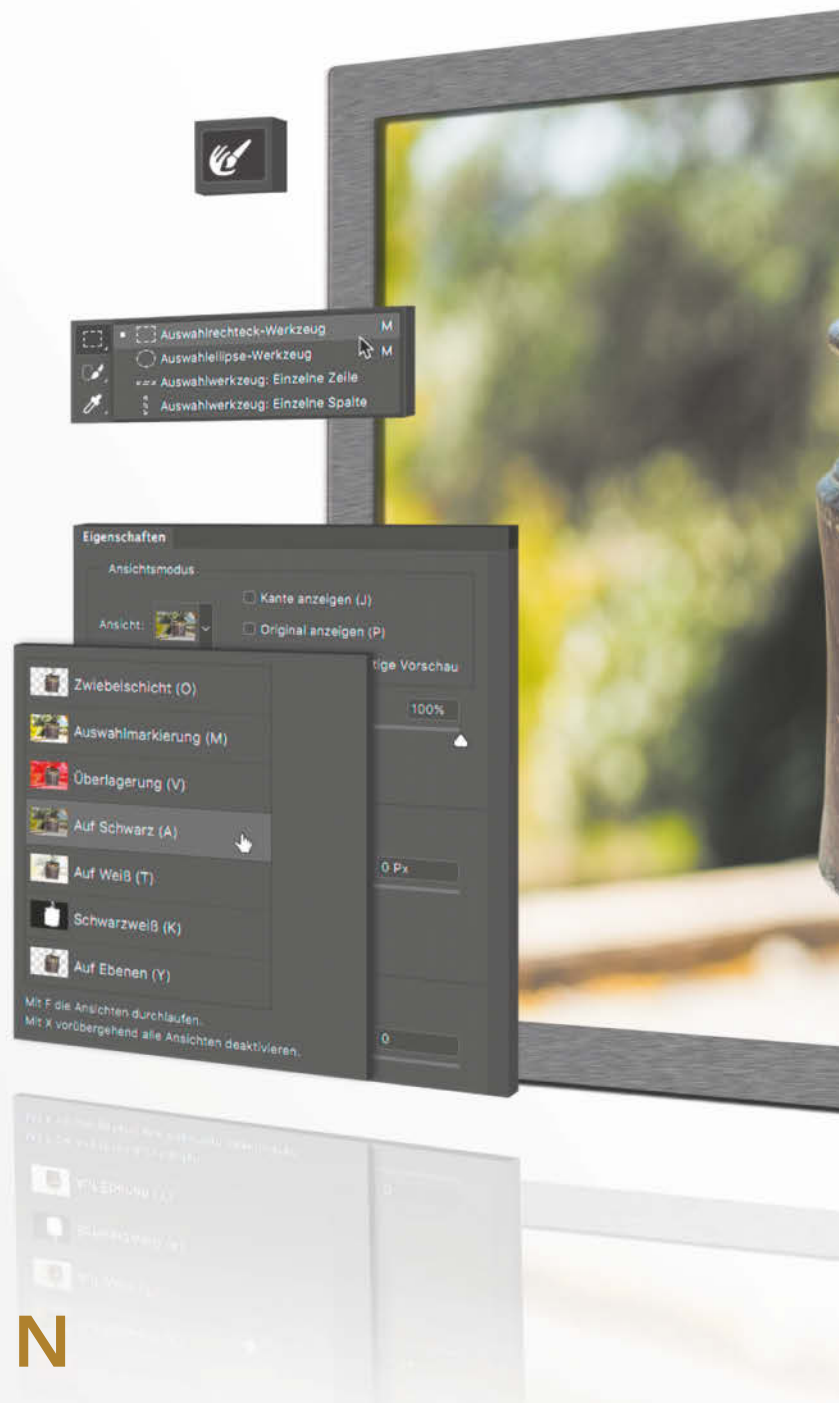 Auswahlrechteck-Werkzeug M
Auswahlellipse-Werkzeug M
Auswahlwerkzeug: Einzelne Zeile
Auswahlwerkzeug: Einzelne Spalte
Eigenschaften
Ansichtsmodus
Ansicht:
Kante anzeigen (J)
Original anzeigen (P)
tige Vorschau
Zwiebelschicht (O)
Auswahlmarkierung (M)
Überlagerung (V)
Auf Schwarz (A)
Auf Weiß (T)
Schwarzweiß (K)
Auf Ebenen (Y)
Mit F die Ansichten durchlaufen.
Mit X vorübergehend alle Ansichten deaktivieren.
100%
0 Px
0
N